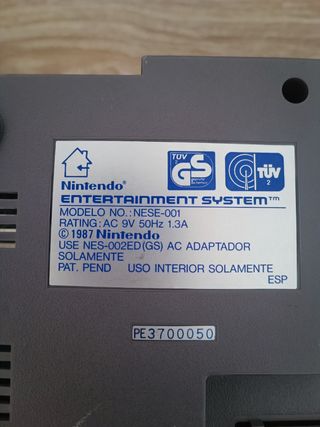 TÜV
GS
TÜV
2
Nintendo®
ENTERTAINMENT SYSTEM™
MODELO NO.: NESE-001
RATING: AC 9V 50Hz 1.3A
© 1987 Nintendo
USE NES-002ED(GS) AC ADAPTADOR
SOLAMENTE
PAT. PEND USO INTERIOR SOLAMENTE
ESP
PE3700050